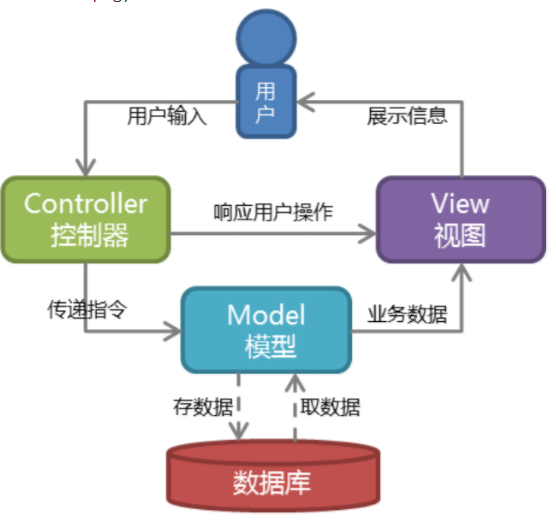 用
户
用户输入
展示信息
Controller
控制器
响应用户操作
View
视图
传递指令
Model
模型
业务数据
存数据
取数据
数据库